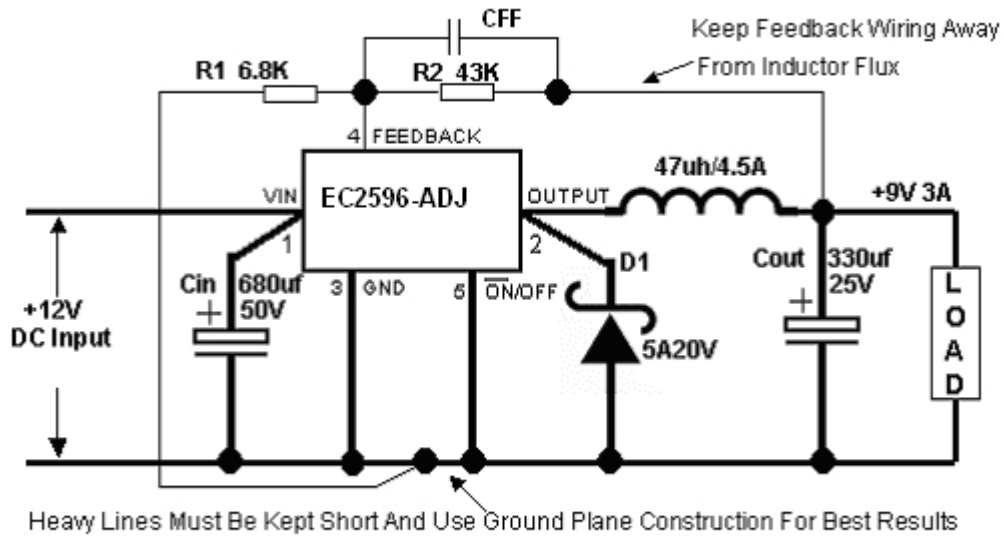 CFF
Keep Feedback Wiring Away
From Inductor Flux
R1 6.8K
R2 43K
4 FEEDBACK
47uh/4.5A
VIN
EC2596-ADJ
OUTPUT
+9V 3A
1
2
D1
Cin 680uf
50V
+
3 GND
5 ON/OFF
Cout 330uf
25V
+
LOAD
+12V
DC Input
5A20V
Heavy Lines Must Be Kept Short And Use Ground Plane Construction For Best Results